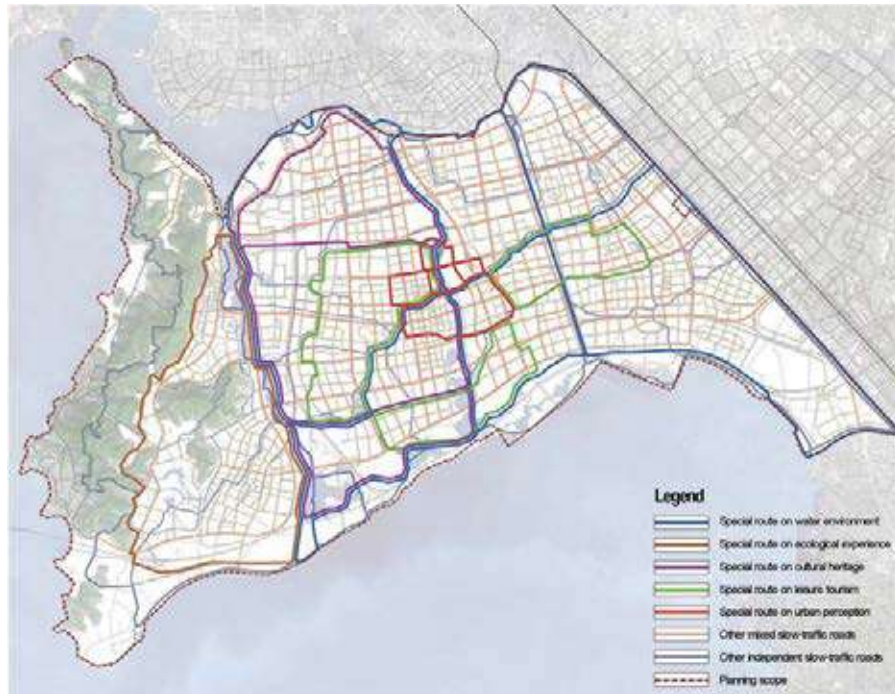 Legend
Special route on water environment
Special route on ecological experience
Special route on cultural heritage
Special route on leisure tourism
Special route on urban perception
Other mixed slow-traffic roads
Other independent slow-traffic roads
Planning scope